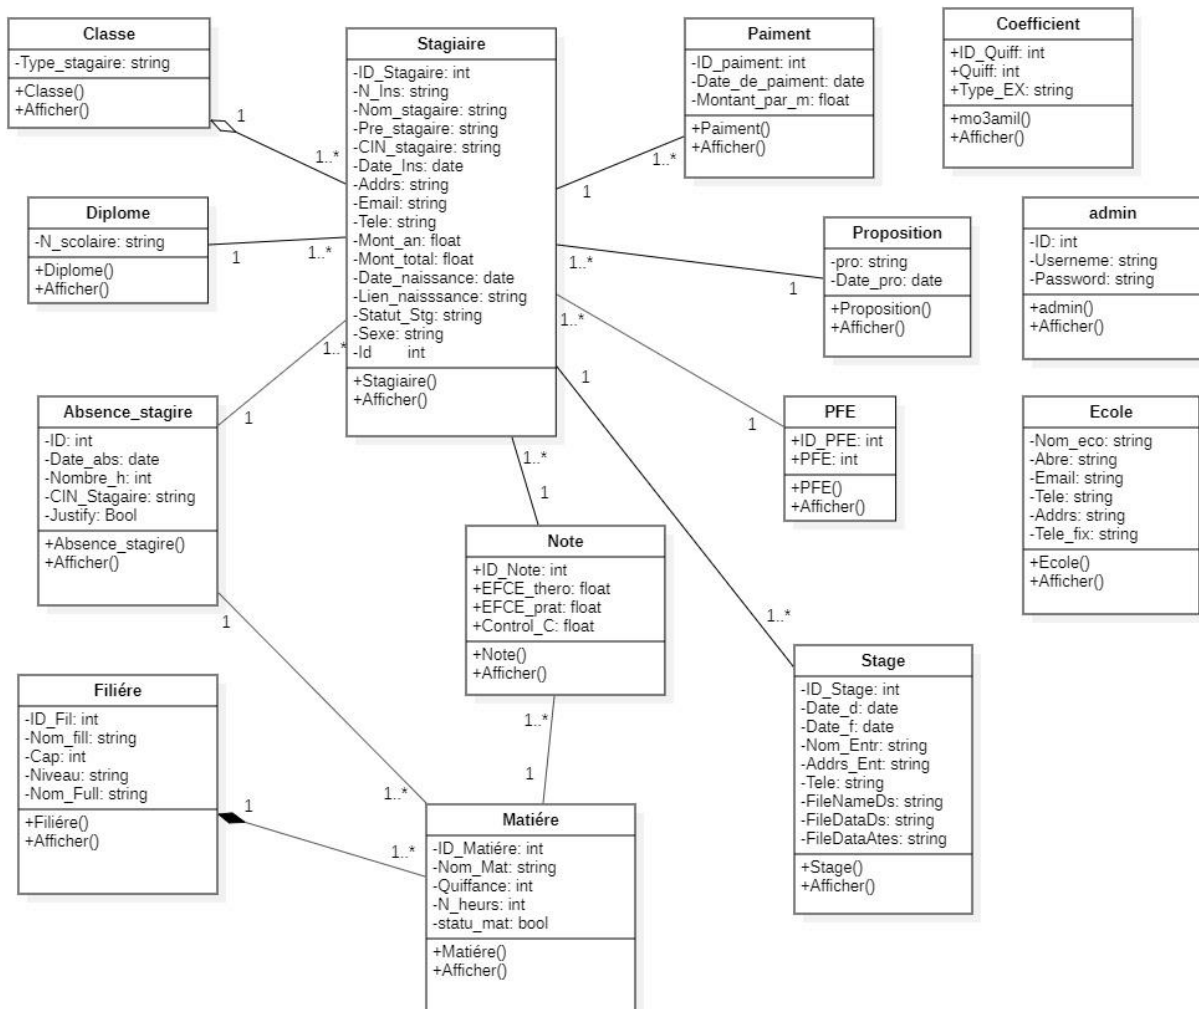 Classe
-Type_stagaire: string
+Classe()
+Afficher()
1
1..*
Stagiaire
-ID_Stagaire: int
-N_Ins: string
-Nom_stagaire: string
-Pre_stagaire: string
-CIN_stagaire: string
-Date_Ins: date
-Addrs: string
-Email: string
-Tele: string
-Mont_an: float
-Mont_total: float
-Date_naissance: date
-Lien_naisssance: string
-Statut_Stg: string
-Sexe: string
-Id int
+Stagiaire()
+Afficher()
Paiment
-ID_paiment: int
-Date_de_paiment: date
-Montant_par_m: float
+Paiment()
+Afficher()
1..*
1
Coefficient
+ID_Quiff: int
+Quiff: int
+Type_EX: string
+mo3amil()
+Afficher()
Diplome
-N_scolaire: string
+Diplome()
+Afficher()
1
1..*
Proposition
-pro: string
-Date_pro: date
+Proposition()
+Afficher()
1..*
1
admin
-ID: int
-Userneme: string
-Password: string
+admin()
+Afficher()
Absence_stagire
-ID: int
-Date_abs: date
-Nombre_h: int
-CIN_Stagaire: string
-Justify: Bool
+Absence_stagire()
+Afficher()
1..*
1
PFE
+ID_PFE: int
+PFE: int
+PFE()
+Afficher()
1..*
1
Ecole
-Nom_eco: string
-Abre: string
-Email: string
-Tele: string
-Addrs: string
-Tele_fix: string
+Ecole()
+Afficher()
1..*
1
Note
+ID_Note: int
+EFCE_thero: float
+EFCE_prat: float
+Control_C: float
+Note()
+Afficher()
1
1..*
Stage
-ID_Stage: int
-Date_d: date
-Date_f: date
-Nom_Entr: string
-Addrs_Ent: string
-Tele: string
-FileNameDs: string
-FileDataDs: string
-FileDataAtes: string
+Stage()
+Afficher()
Filiére
-ID_Fil: int
-Nom_fill: string
-Cap: int
-Niveau: string
-Nom_Full: string
+Filiére()
+Afficher()
1
1..*
1
1..*
1..*
1
Matiére
-ID_Matiére: int
-Nom_Mat: string
-Quiffance: int
-N_heurs: int
-statu_mat: bool
+Matiére()
+Afficher()